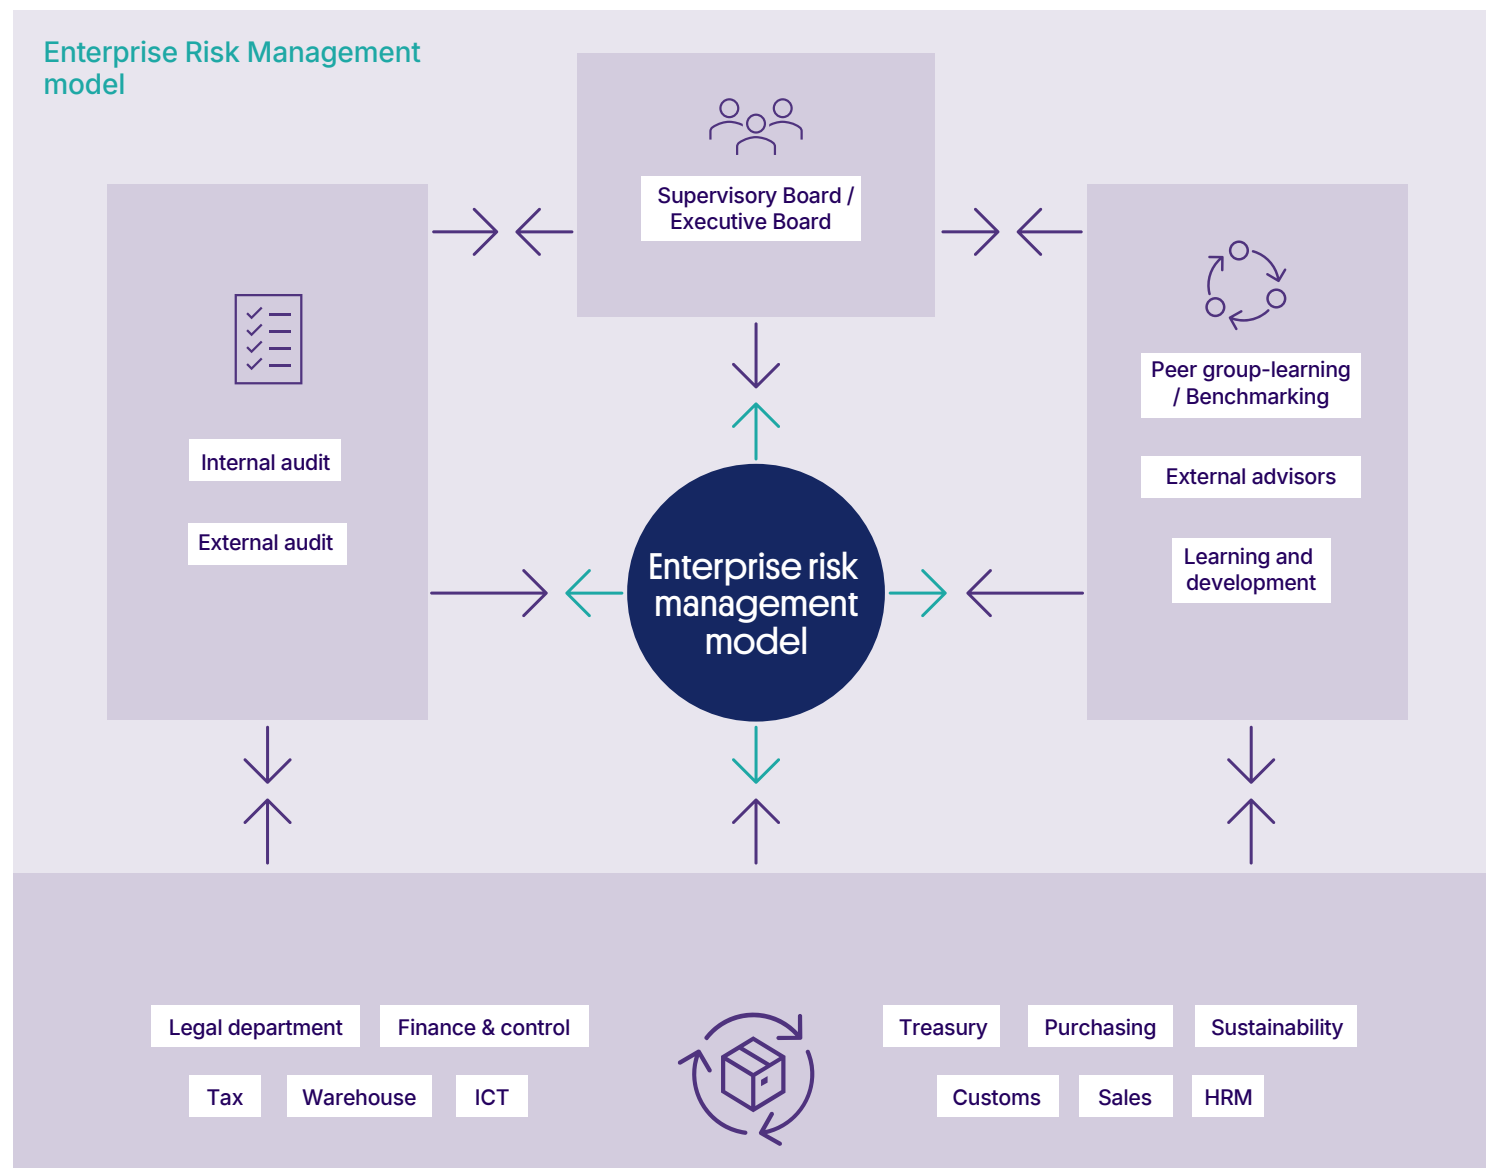 Enterprise Risk Management
model
Supervisory Board /
Executive Board
Internal audit
External audit
Peer group-learning
/ Benchmarking
External advisors
Learning and
development
Enterprise risk
management
model
Legal department
Finance & control
Treasury
Purchasing
Sustainability
Tax
Warehouse
ICT
Customs
Sales
HRM